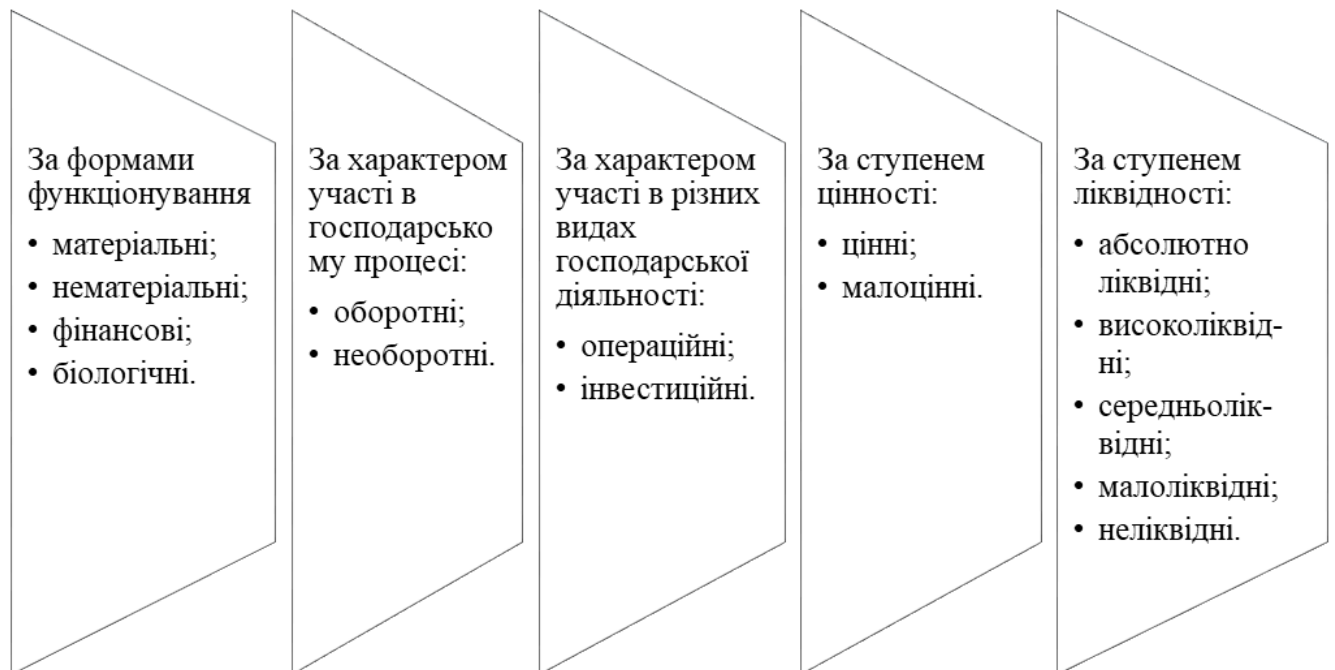 За формами
функціонування
• матеріальні;
• нематеріальні;
• фінансові;
• біологічні.
За характером
участі в
господарсько
му процесі:
• оборотні;
• необоротні.
За характером
участі в різних
видах
господарської
діяльності:
• операційні;
• інвестиційні.
За ступенем
цінності:
• цінні;
• малоцінні.
За ступенем
ліквідності:
• абсолютно
ліквідні;
• високоліквід-
ні;
• середньолік-
відні;
• малоліквідні;
• неліквідні.